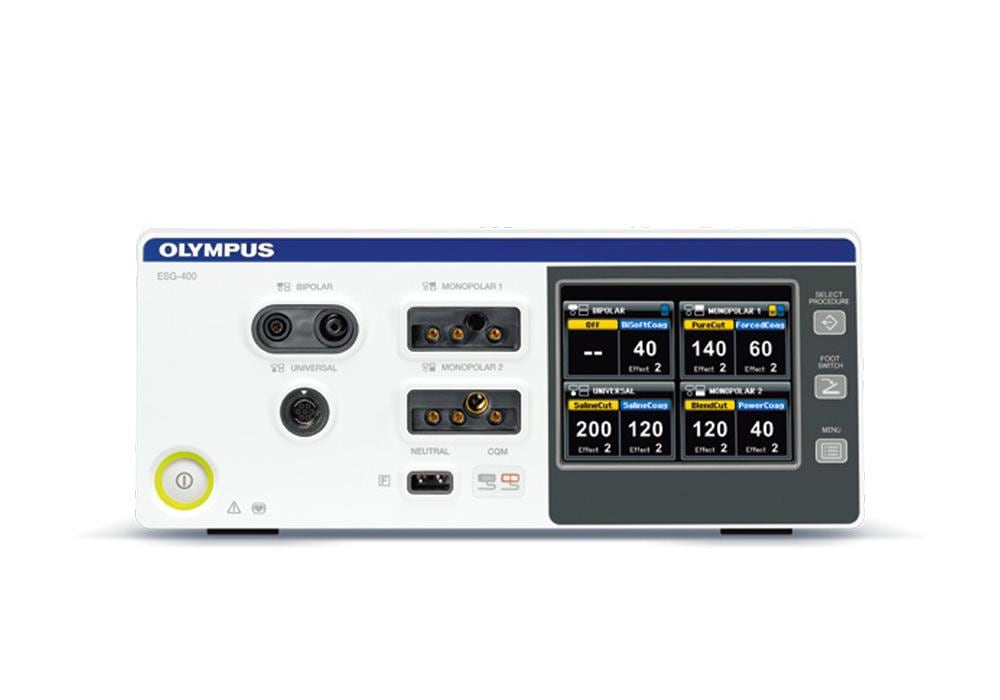 OLYMPUS
ESG-400
BIPOLAR
MONOPOLAR 1
UNIVERSAL
MONOPOLAR 2
NEUTRAL
CQM
F
BIPOLAR
Off
BiSoftCoag
--
40
Effect 2
MONOPOLAR 1
PureCut
ForcedCoag
140
60
Effect 2
Effect 2
UNIVERSAL
SalineCut
SalineCoag
200
120
Effect 2
Effect 2
MONOPOLAR 2
BlendCut
PowerCoag
120
40
Effect 2
Effect 2
SELECT
PROCEDURE
FOOT
SWITCH
MENU